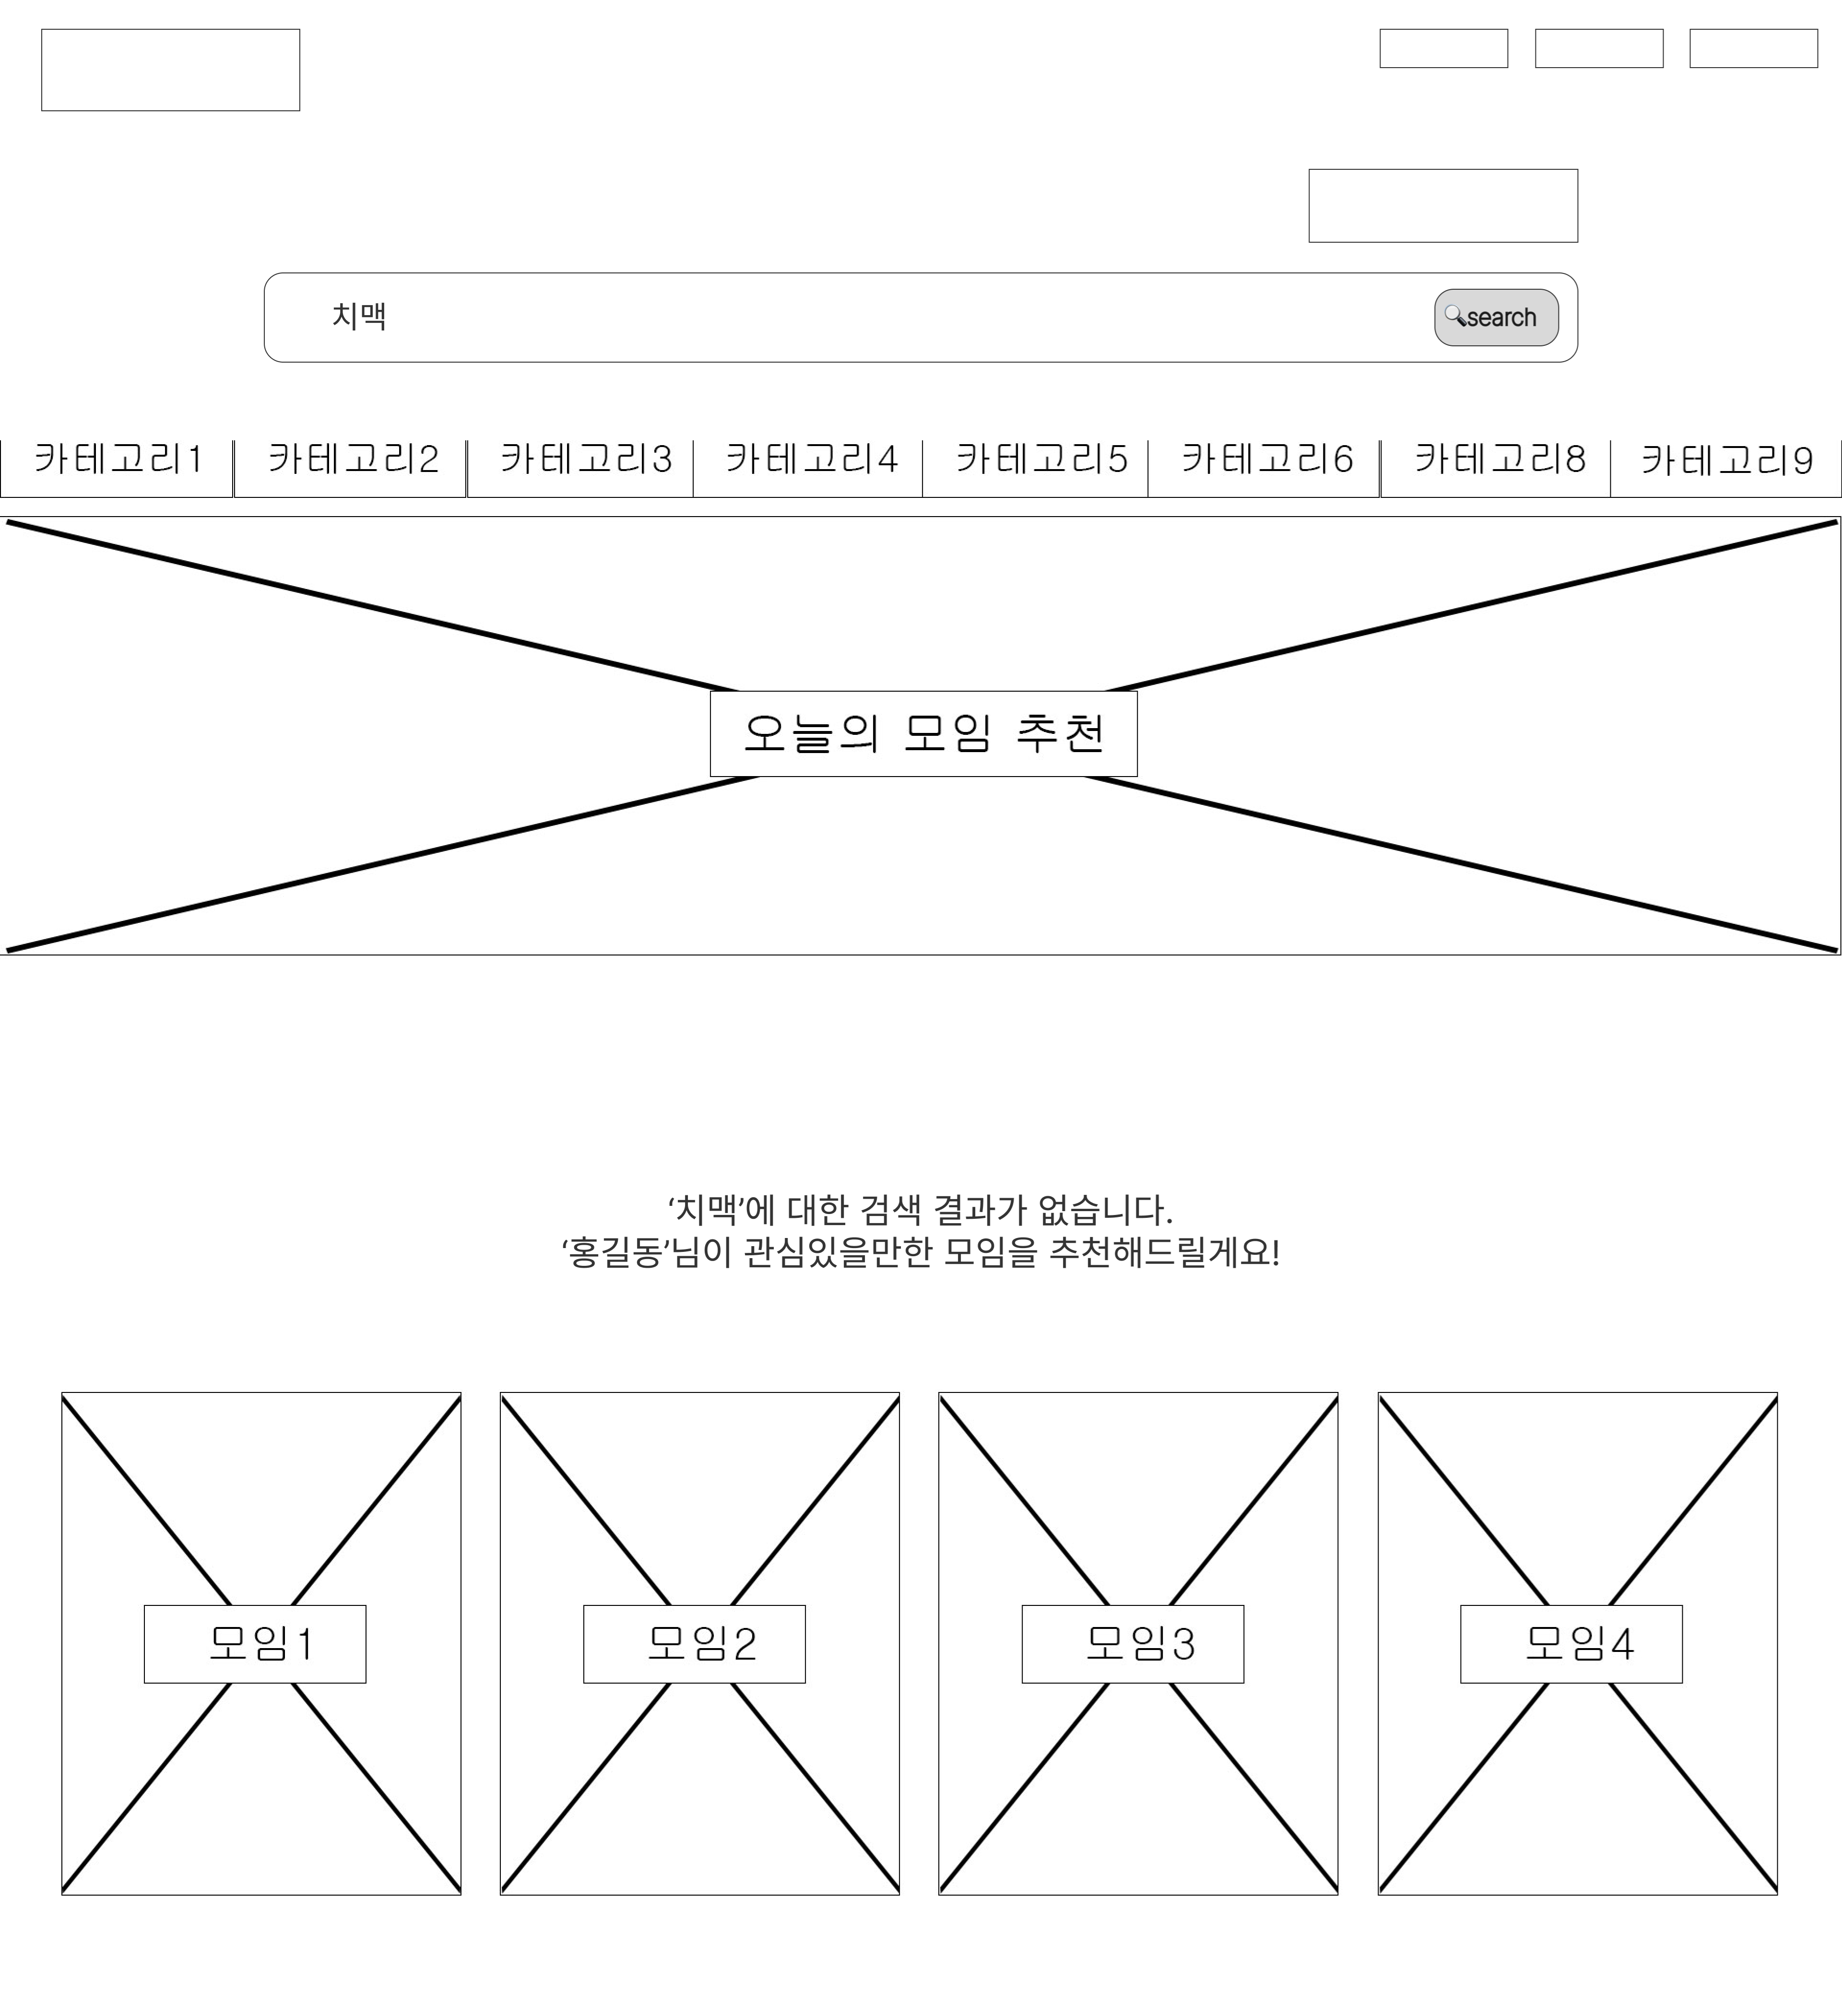 치맥
🔍search
카테고리1 카테고리2 카테고리3 카테고리4 카테고리5 카테고리6 카테고리8 카테고리9
오늘의 모임 추천
‘치맥’에 대한 검색 결과가 없습니다.
‘홍길동’님이 관심있을만한 모임을 추천해드릴게요!
모임1 모임2 모임3 모임4